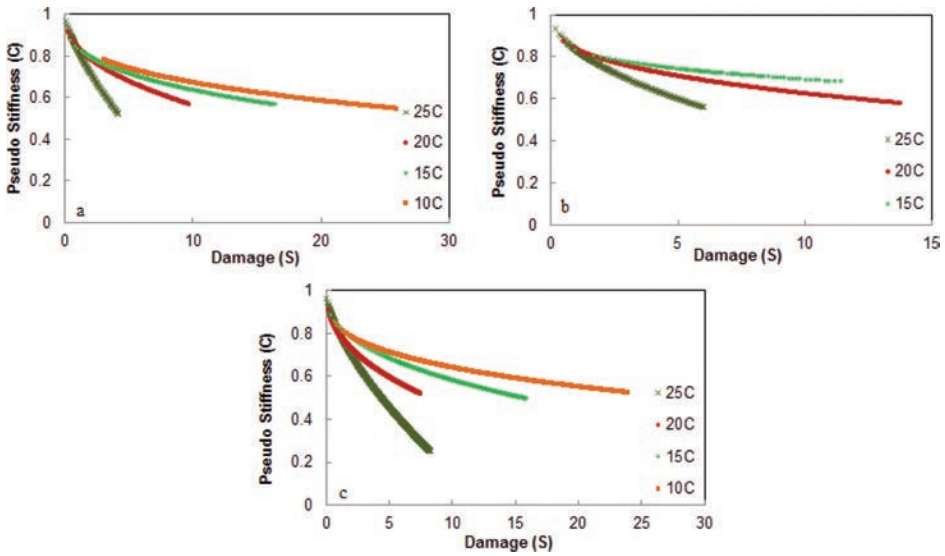 Pseudo Stiffness (C)
1
0.8
0.6
0.4
0.2
0
a
× 25C
• 20C
• 15C
▪ 10C
0 10 20 30
Damage (S)
Pseudo Stiffness (C)
1
0.8
0.6
0.4
0.2
0
b
× 25C
• 20C
• 15C
0 5 10 15
Damage (S)
Pseudo Stiffness (C)
1
0.8
0.6
0.4
0.2
0
c
× 25C
• 20C
• 15C
▪ 10C
0 5 10 15 20 25 30
Damage (S)